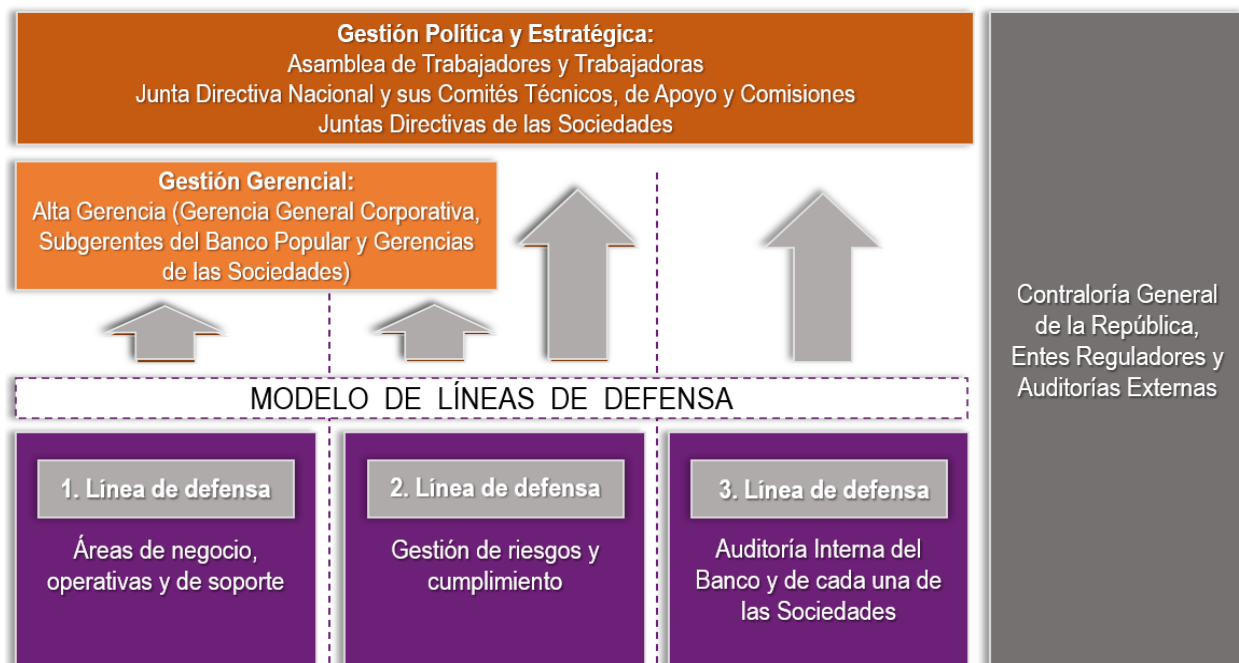 Gestión Política y Estratégica:
Asamblea de Trabajadores y Trabajadoras
Junta Directiva Nacional y sus Comités Técnicos, de Apoyo y Comisiones
Juntas Directivas de las Sociedades
Gestión Gerencial:
Alta Gerencia (Gerencia General Corporativa,
Subgerentes del Banco Popular y Gerencias
de las Sociedades)
MODELO DE LÍNEAS DE DEFENSA
1. Línea de defensa
Áreas de negocio,
operativas y de soporte
2. Línea de defensa
Gestión de riesgos y
cumplimiento
3. Línea de defensa
Auditoría Interna del
Banco y de cada una de
las Sociedades
Contraloría General
de la República,
Entes Reguladores y
Auditorías Externas